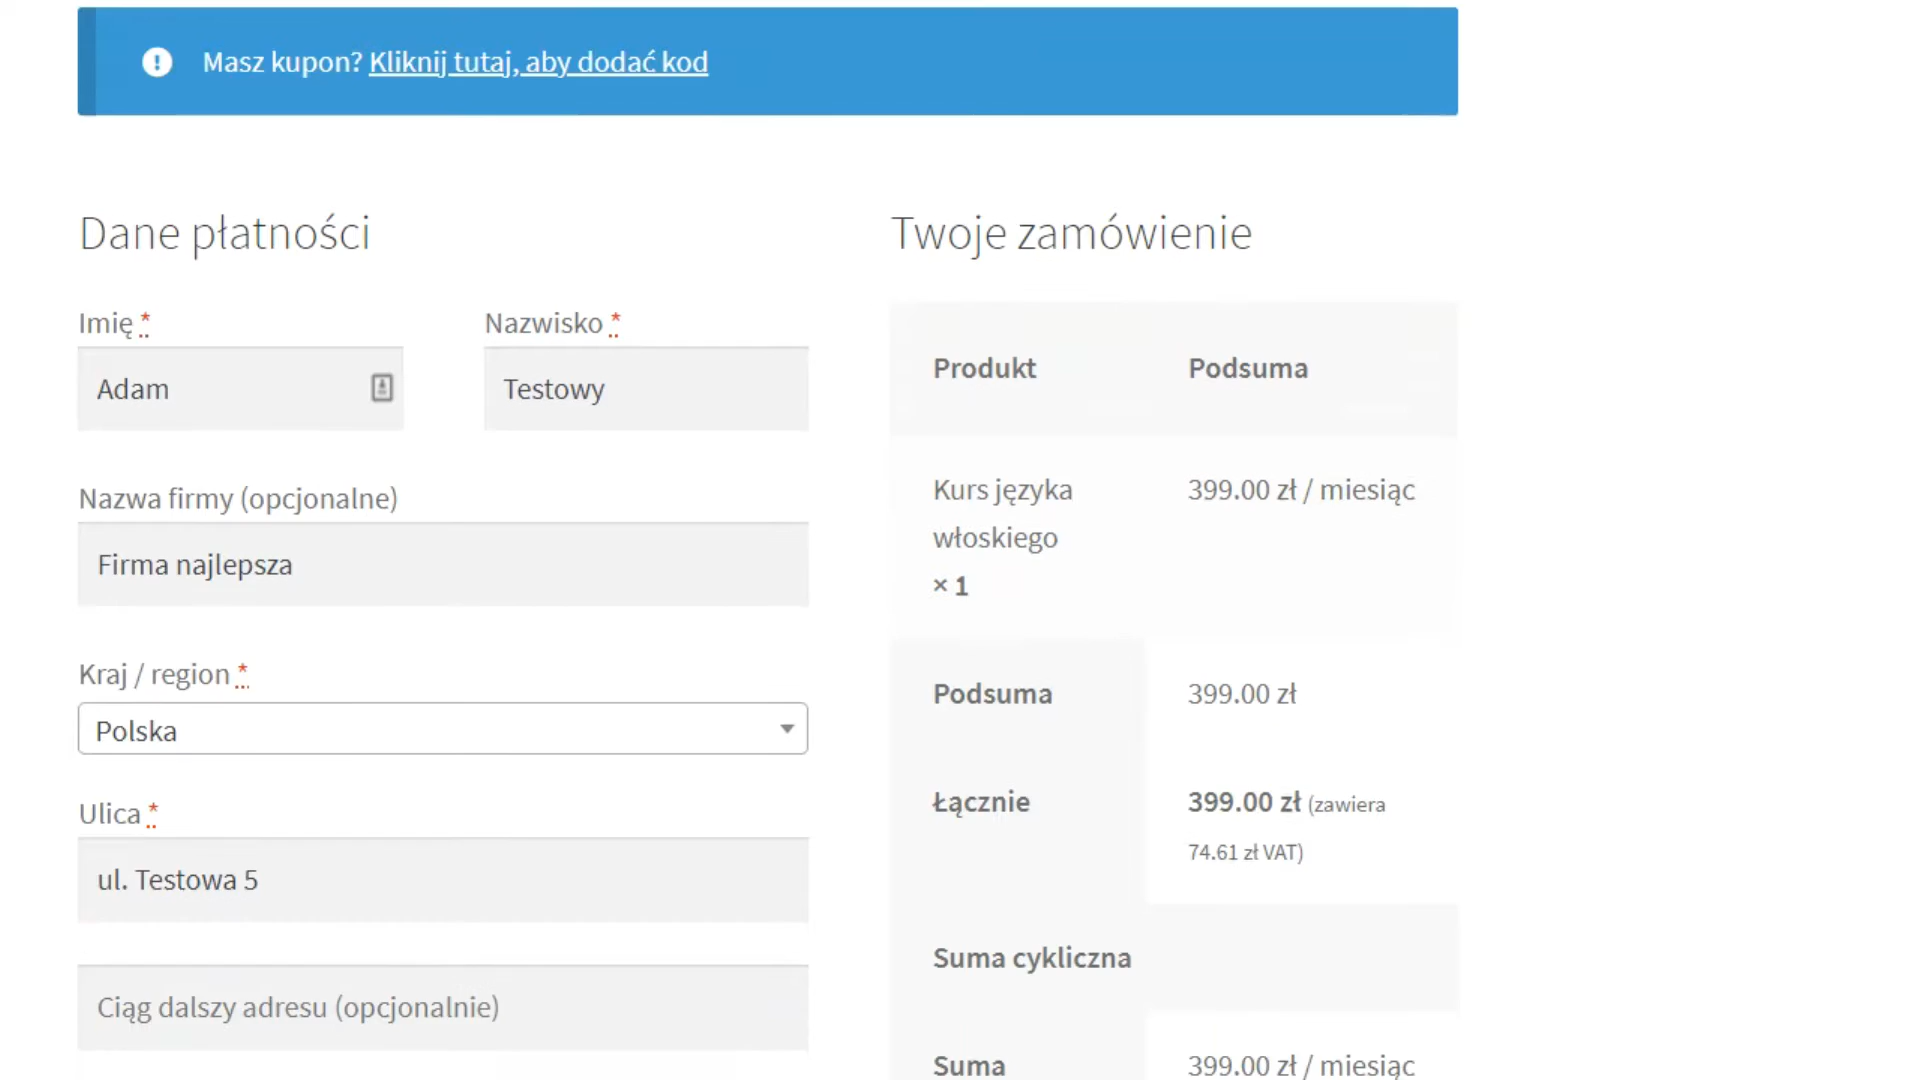 Masz kupon? Kliknij tutaj, aby dodać kod
Dane płatności
Imię *
Nazwisko *
Adam
Testowy
Nazwa firmy (opcjonalne)
Firma najlepsza
Kraj / region *
Polska
Ulica *
ul. Testowa 5
Ciąg dalszy adresu (opcjonalnie)
Twoje zamówienie
Produkt Podsuma
Kurs języka 399.00 zł / miesiąc
włoskiego
× 1
Podsuma 399.00 zł
Łącznie 399.00 zł (zawiera
74.61 zł VAT)
Suma cykliczna
Suma 399.00 zł / miesiąc